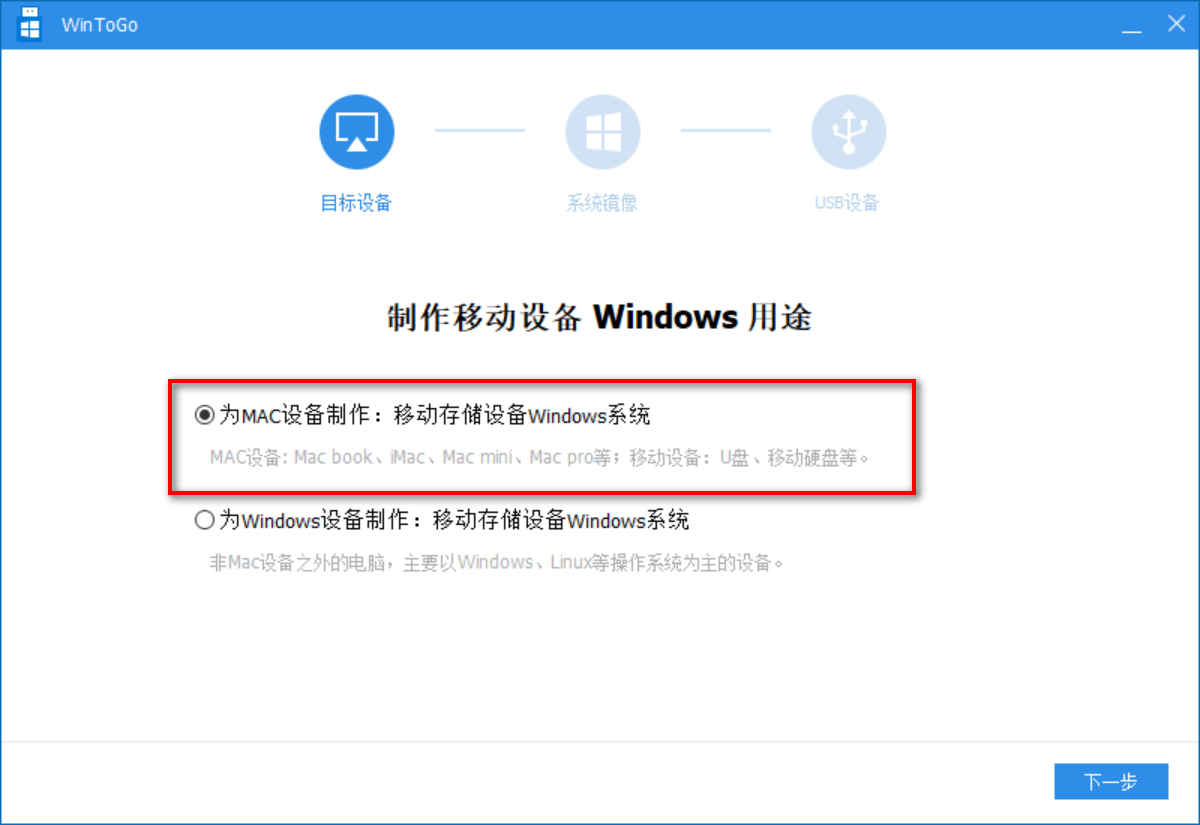 WinToGo
目标设备
系统镜像
USB设备
制作移动设备 Windows 用途
为MAC设备制作：移动存储设备Windows系统
MAC设备: Mac book、iMac、Mac mini、Mac pro等；移动设备：U盘、移动硬盘等。
为Windows设备制作：移动存储设备Windows系统
非Mac设备之外的电脑，主要以Windows、Linux等操作系统为主的设备。
下一步